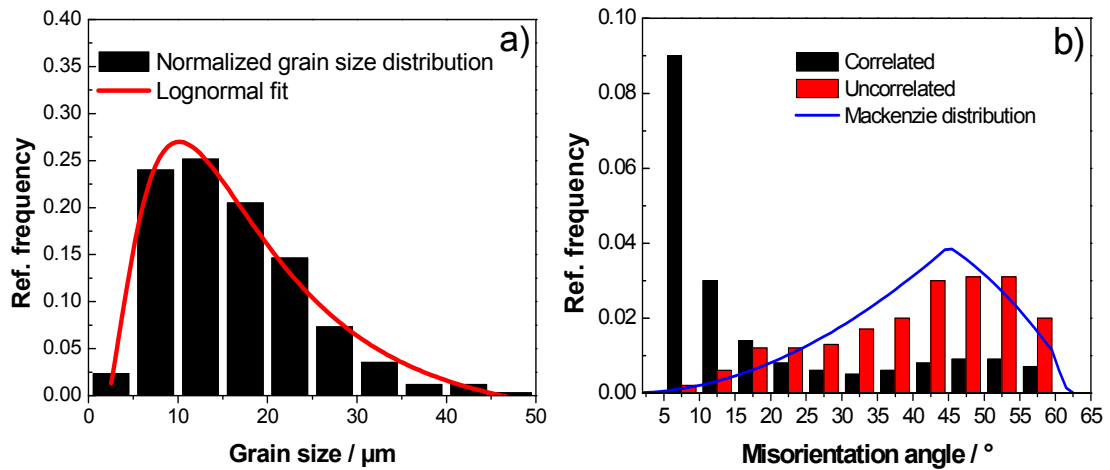 a)
Normalized grain size distribution
Lognormal fit
Ref. frequency
0.40
0.35
0.30
0.25
0.20
0.15
0.10
0.05
0.00
0 10 20 30 40 50
Grain size / µm
b)
Correlated
Uncorrelated
Mackenzie distribution
Ref. frequency
0.10
0.08
0.06
0.04
0.02
0.00
5 10 15 20 25 30 35 40 45 50 55 60 65
Misorientation angle / °